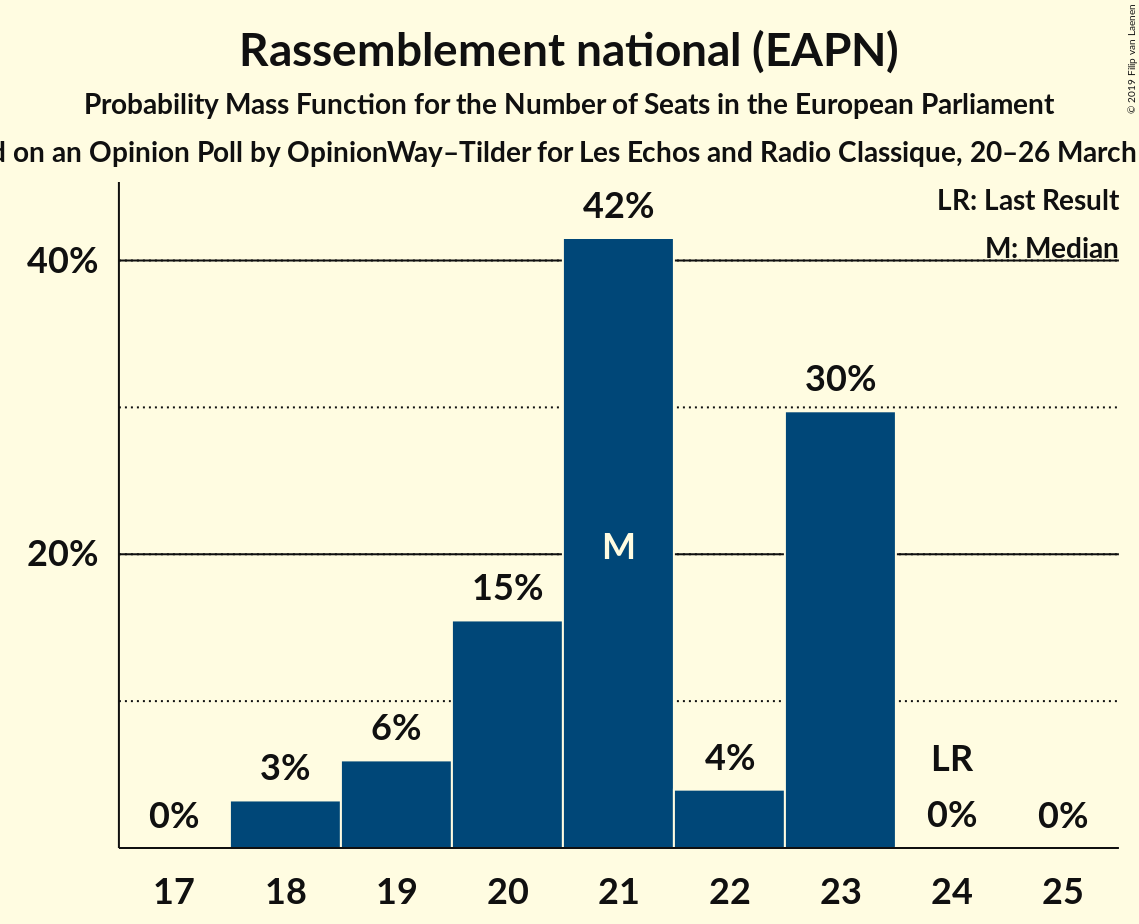 Rassemblement national (EAPN)
Probability Mass Function for the Number of Seats in the European Parliament
on an Opinion Poll by OpinionWay–Tilder for Les Echos and Radio Classique, 20–26 March
© 2019 Filip van Laenen
LR: Last Result
M: Median
40%
20%
42%
30%
15%
6%
3%
0%
4%
LR
0%
0%
M
17 18 19 20 21 22 23 24 25